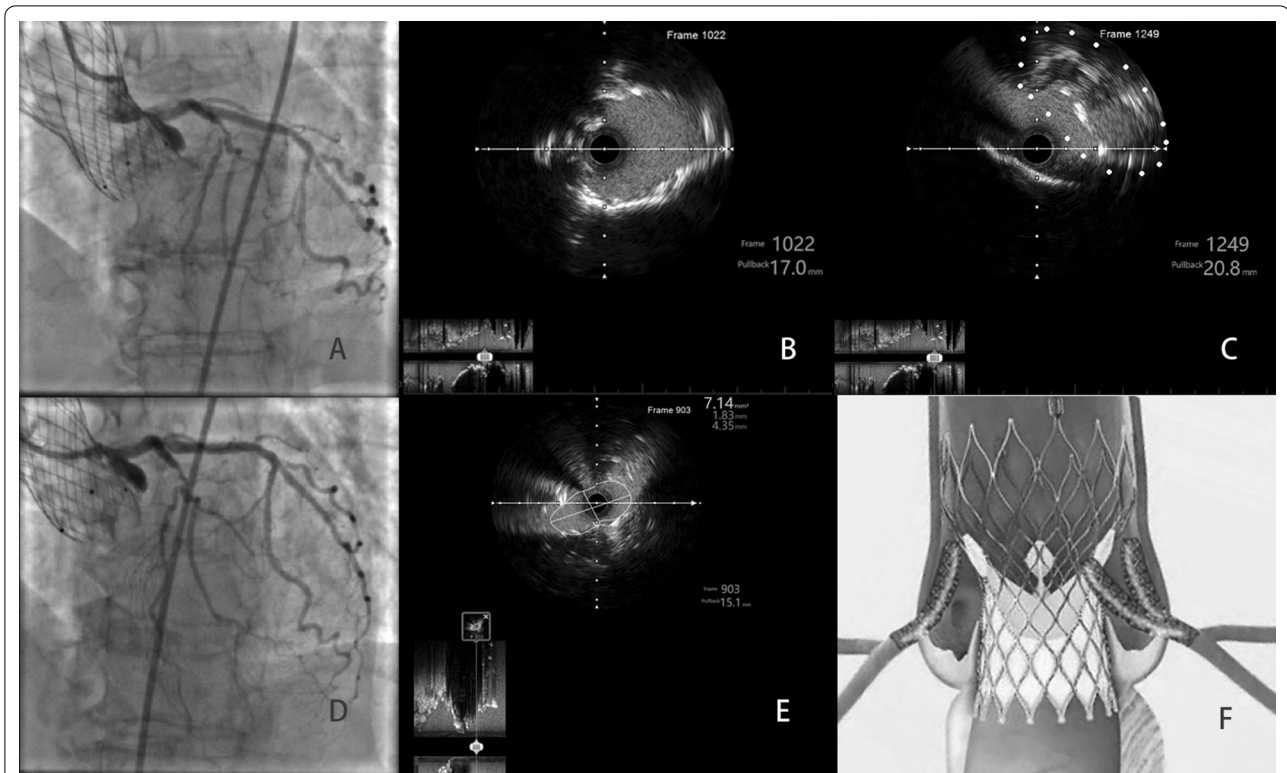 A
Frame 1022
Frame 1022
Pullback 17.0 mm
B
Frame 1249
Frame 1249
Pullback 20.8 mm
C
D
7.14 mm²
1.83 mm
4.35 mm
Frame 903
Frame 903
Pullback 15.1 mm
E
F